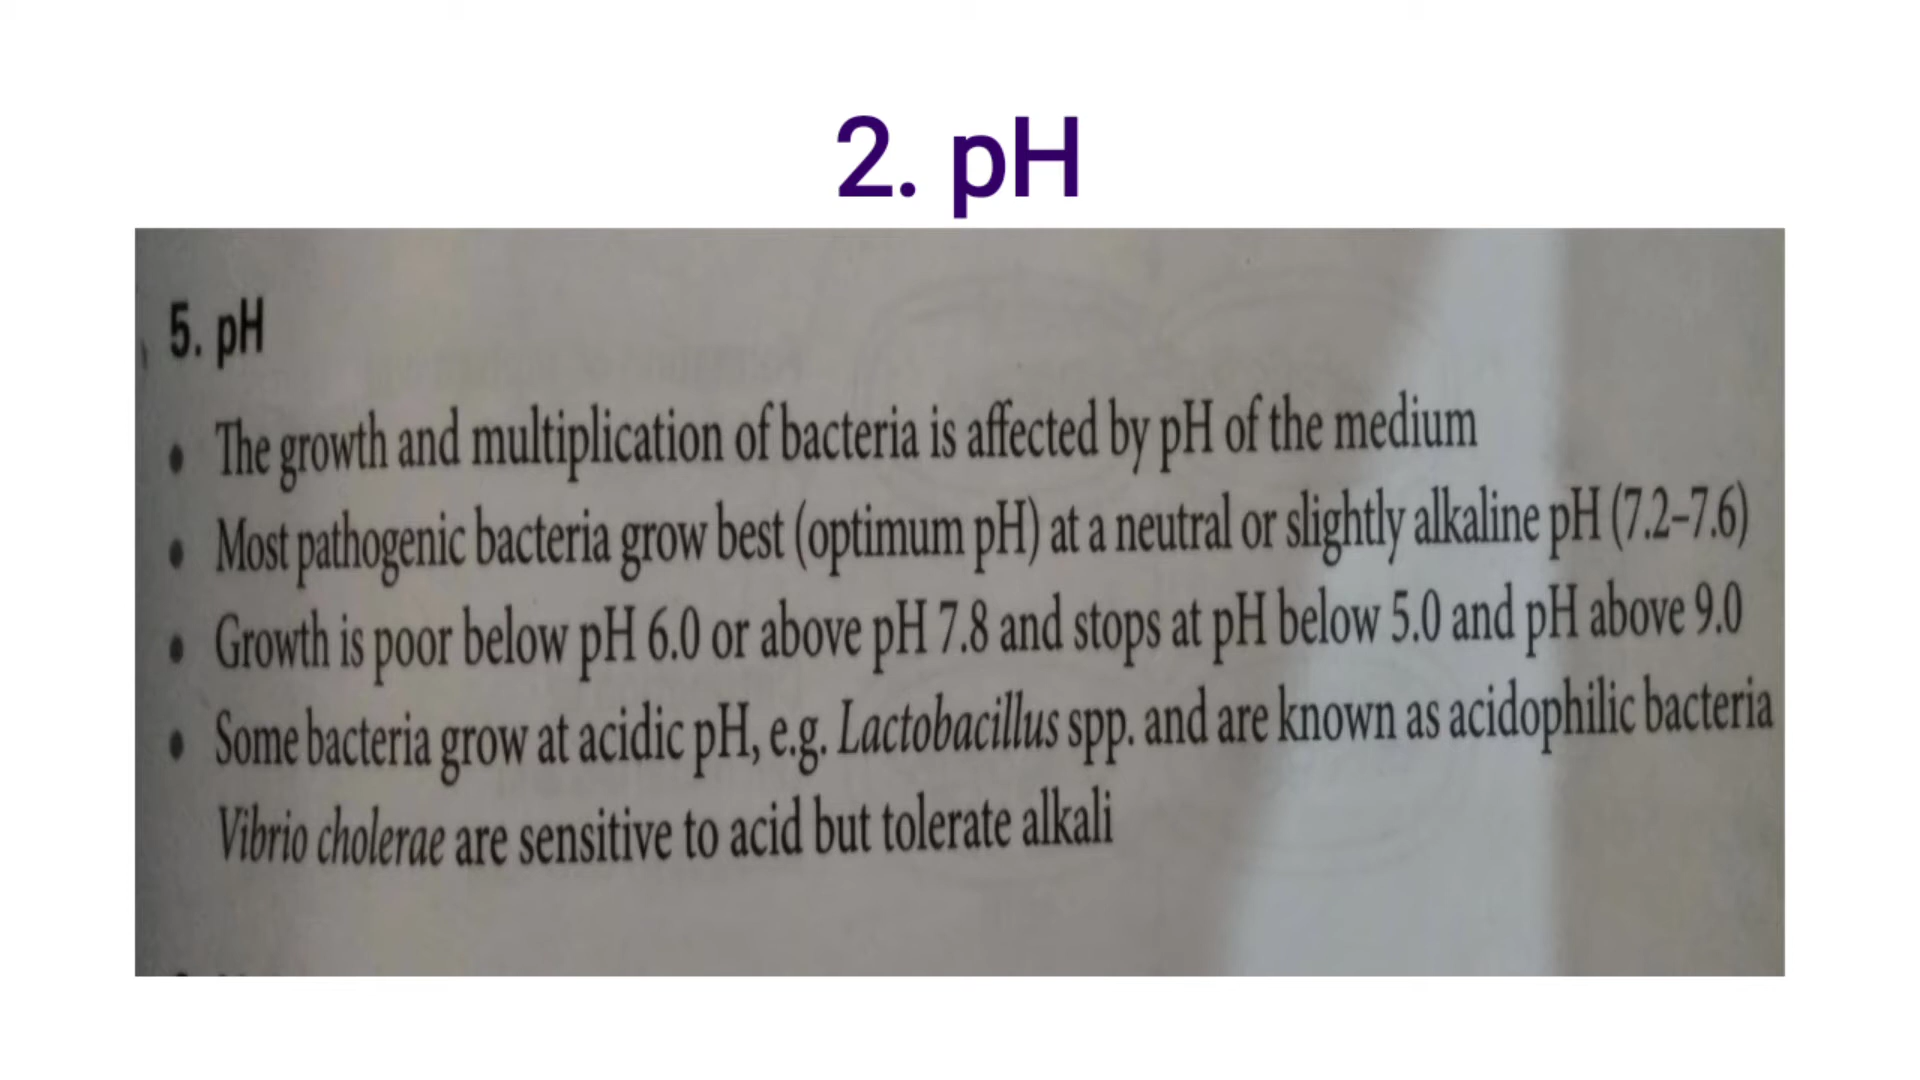 2. pH
5. pH
• The growth and multiplication of bacteria is affected by pH of the medium
• Most pathogenic bacteria grow best (optimum pH) at a neutral or slightly alkaline pH (7.2–7.6)
• Growth is poor below pH 6.0 or above pH 7.8 and stops at pH below 5.0 and pH above 9.0
• Some bacteria grow at acidic pH, e.g. Lactobacillus spp. and are known as acidophilic bacteria
Vibrio cholerae are sensitive to acid but tolerate alkali